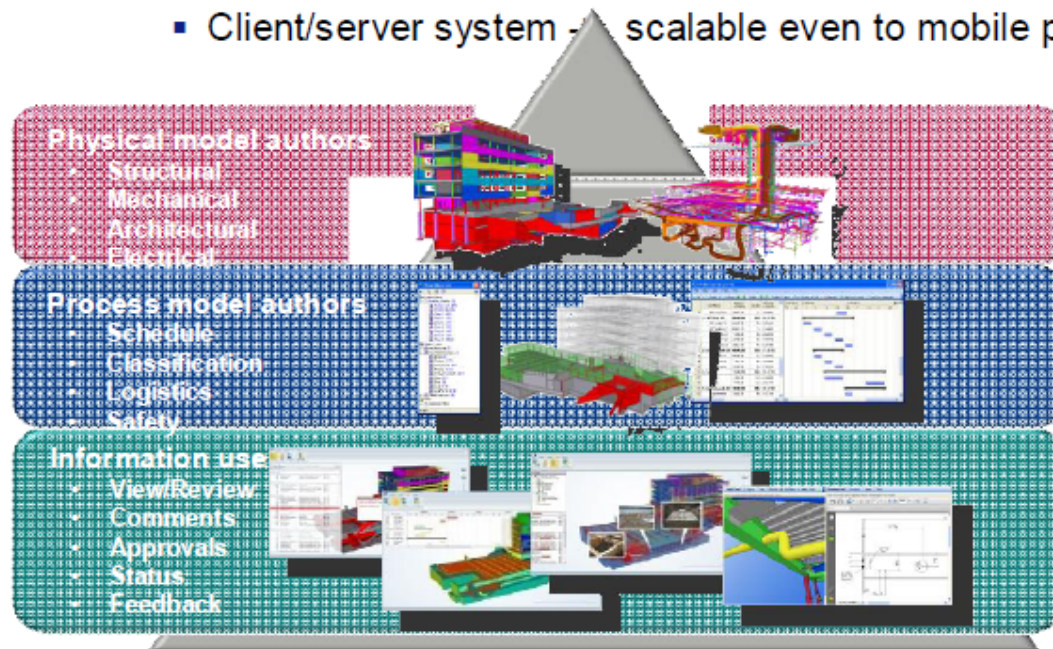 ▪ Client/server system - scalable even to mobile p
Physical model authors
• Structural
• Mechanical
• Architectural
• Electrical
Process model authors
• Schedule
• Classification
• Logistics
• Safety
Information use
• View/Review
• Comments
• Approvals
• Status
• Feedback